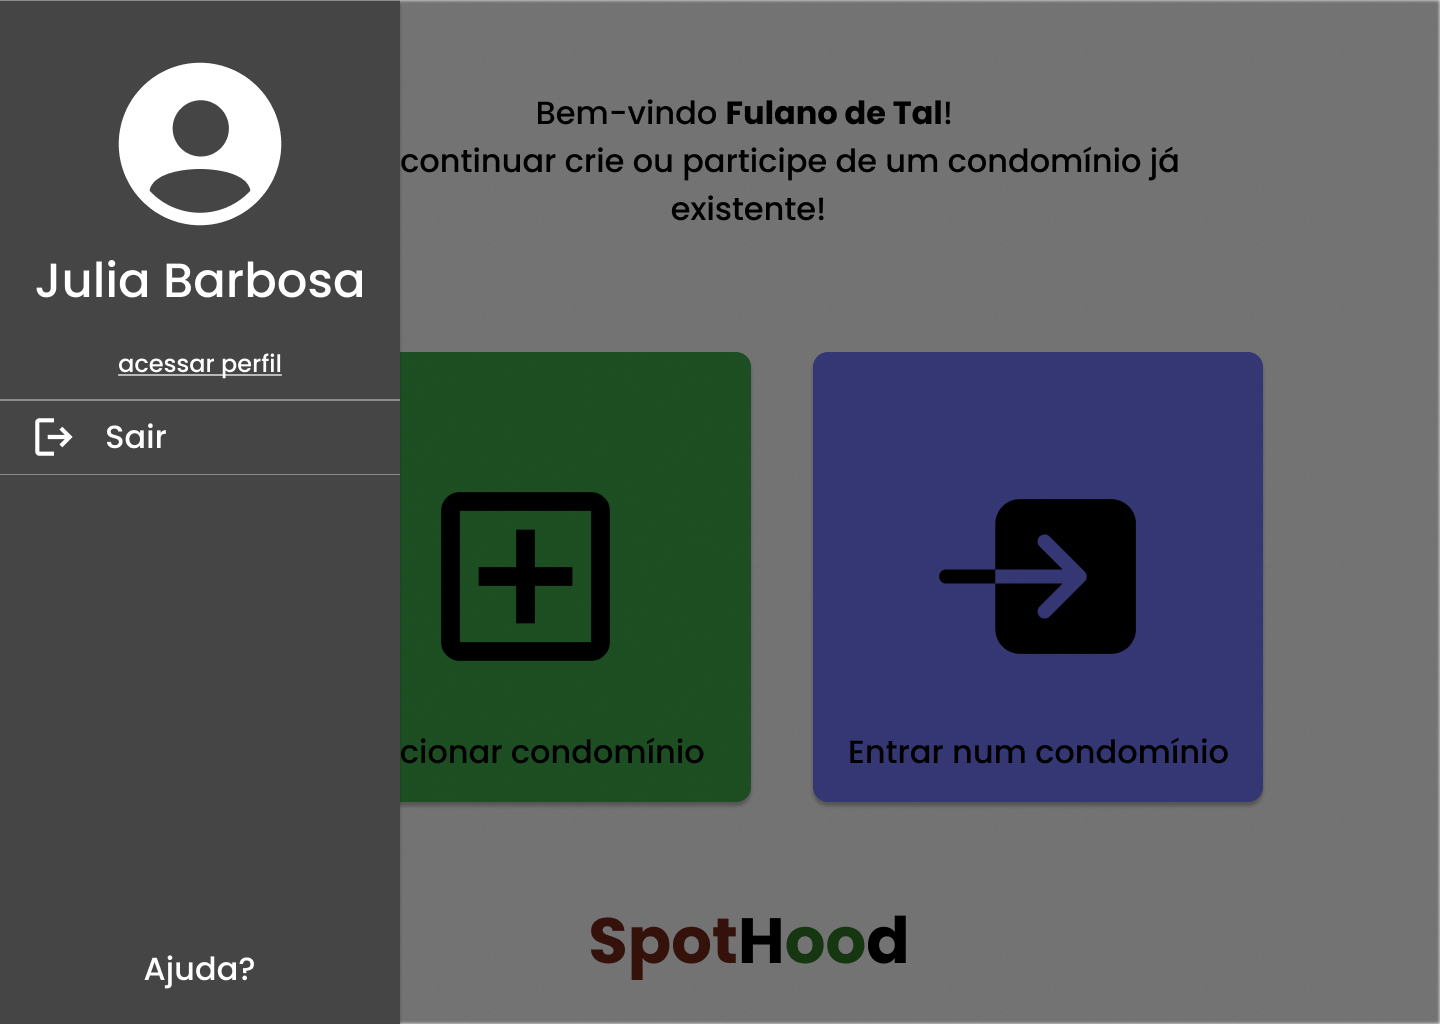 Julia Barbosa
acessar perfil
Sair
Ajuda?
Bem-vindo Fulano de Tal!
continuar crie ou participe de um condomínio já
existente!
cionar condomínio
Entrar num condomínio
SpotHood